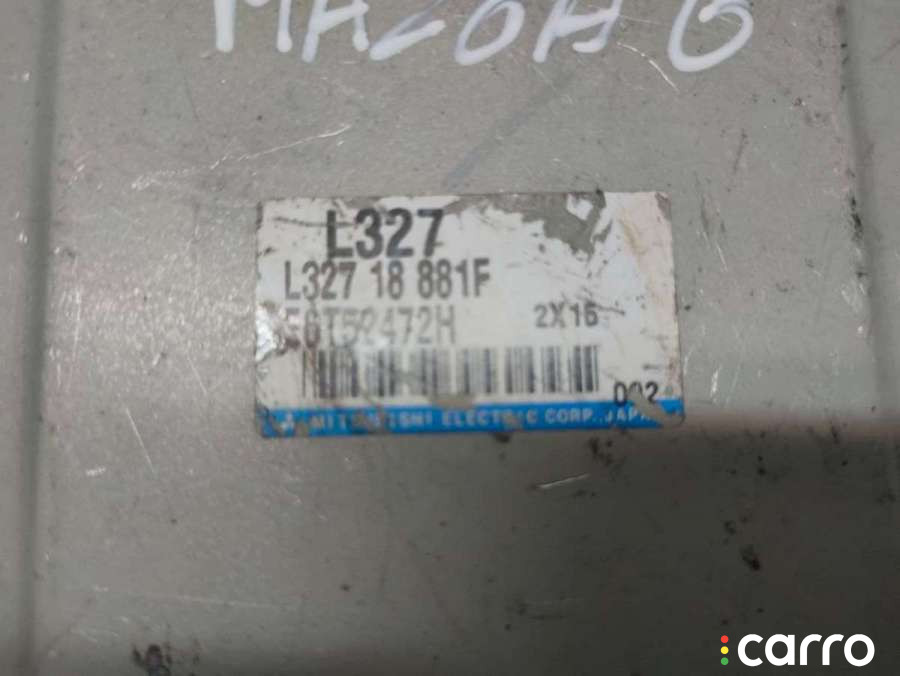 MAZDA 6
L327
L327 18 881F
E6T52472H 2X16
002
MITSUBISHI ELECTRIC CORP., JAPAN
carro